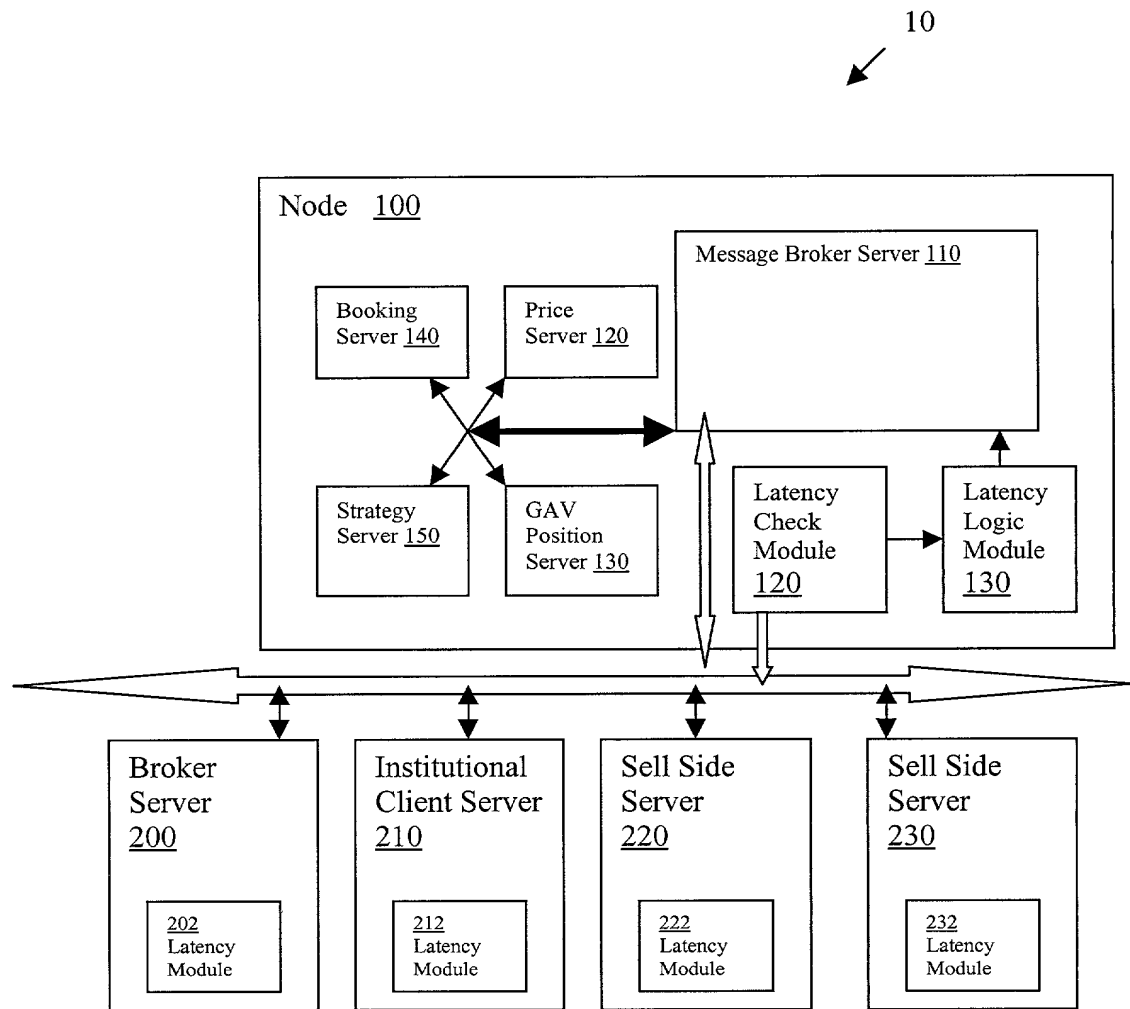 10
Node 100
Message Broker Server 110
Booking
Server 140
Price
Server 120
Strategy
Server 150
GAV
Position
Server 130
Latency
Check
Module
120
Latency
Logic
Module
130
Broker
Server
200
Institutional
Client Server
210
Sell Side
Server
220
Sell Side
Server
230
202
Latency
Module
212
Latency
Module
222
Latency
Module
232
Latency
Module